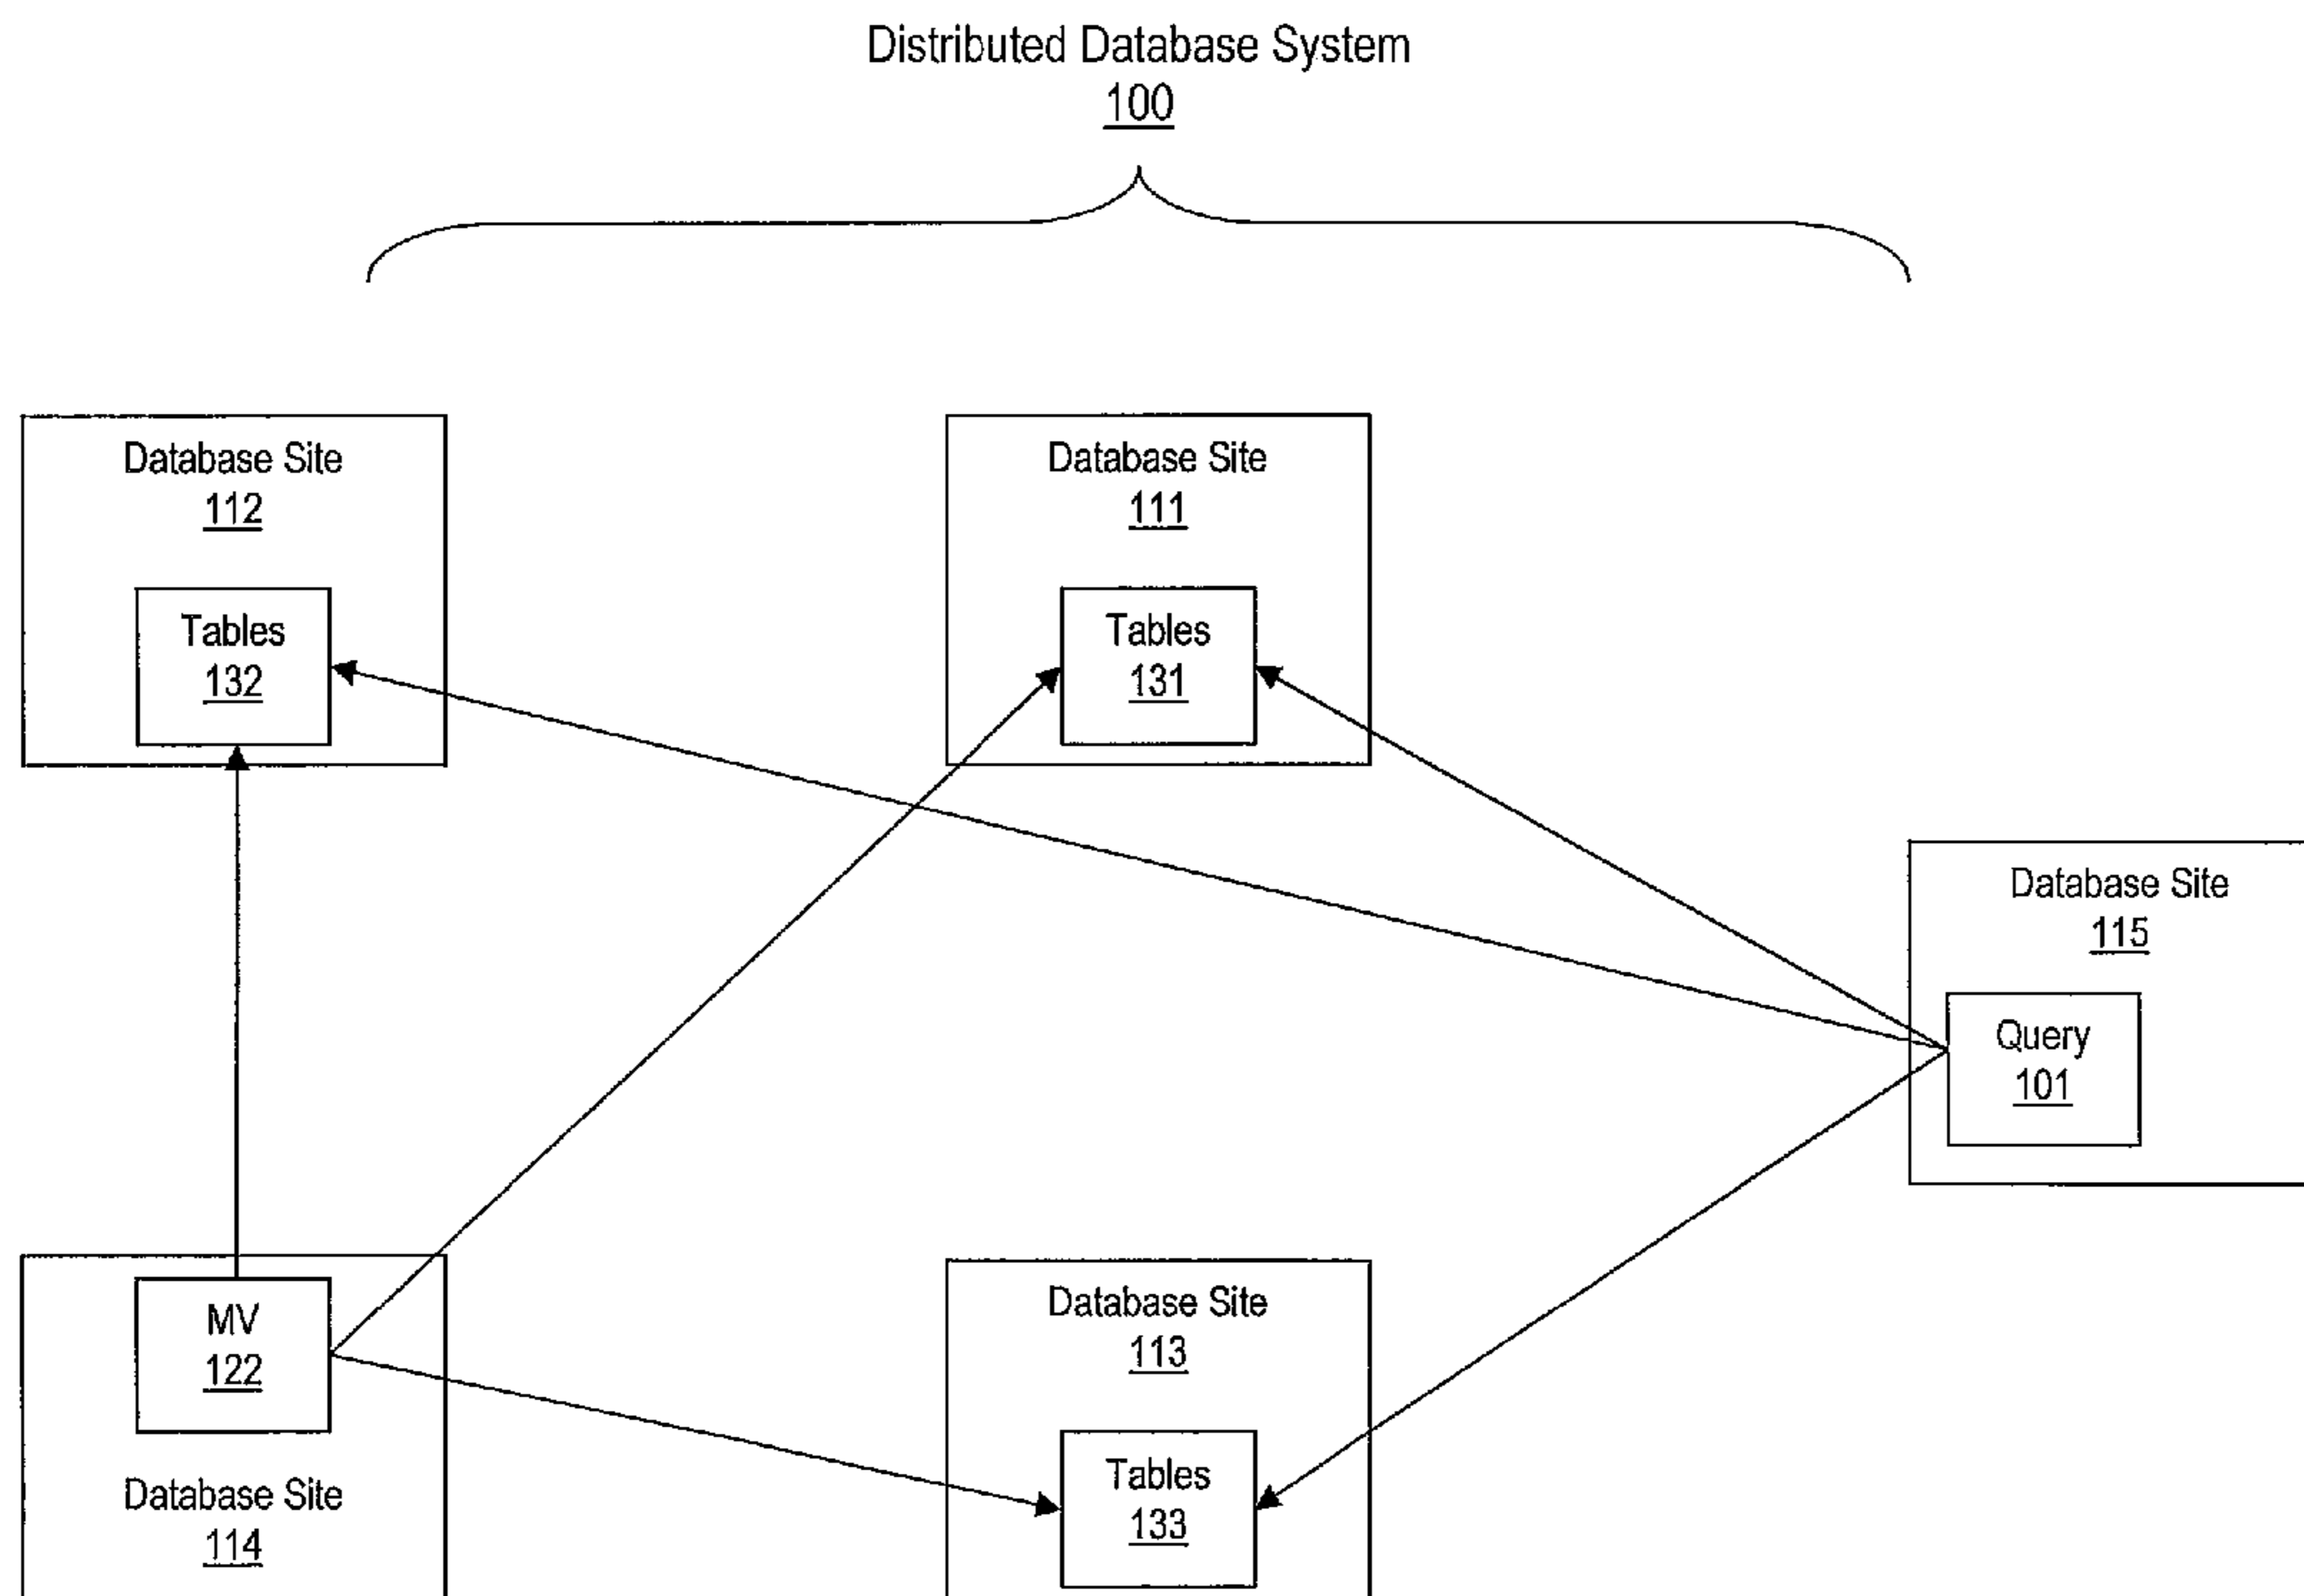 Distributed Database System
100
Database Site
112
Tables
132
Database Site
111
Tables
131
Database Site
115
Query
101
MV
122
Database Site
114
Database Site
113
Tables
133